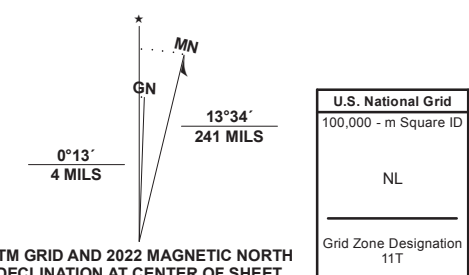 MN
GN
13°34´
241 MILS
0°13´
4 MILS
TM GRID AND 2022 MAGNETIC NORTH
DECLINATION AT CENTER OF SHEET
U.S. National Grid
100,000 - m Square ID
NL
Grid Zone Designation
11T